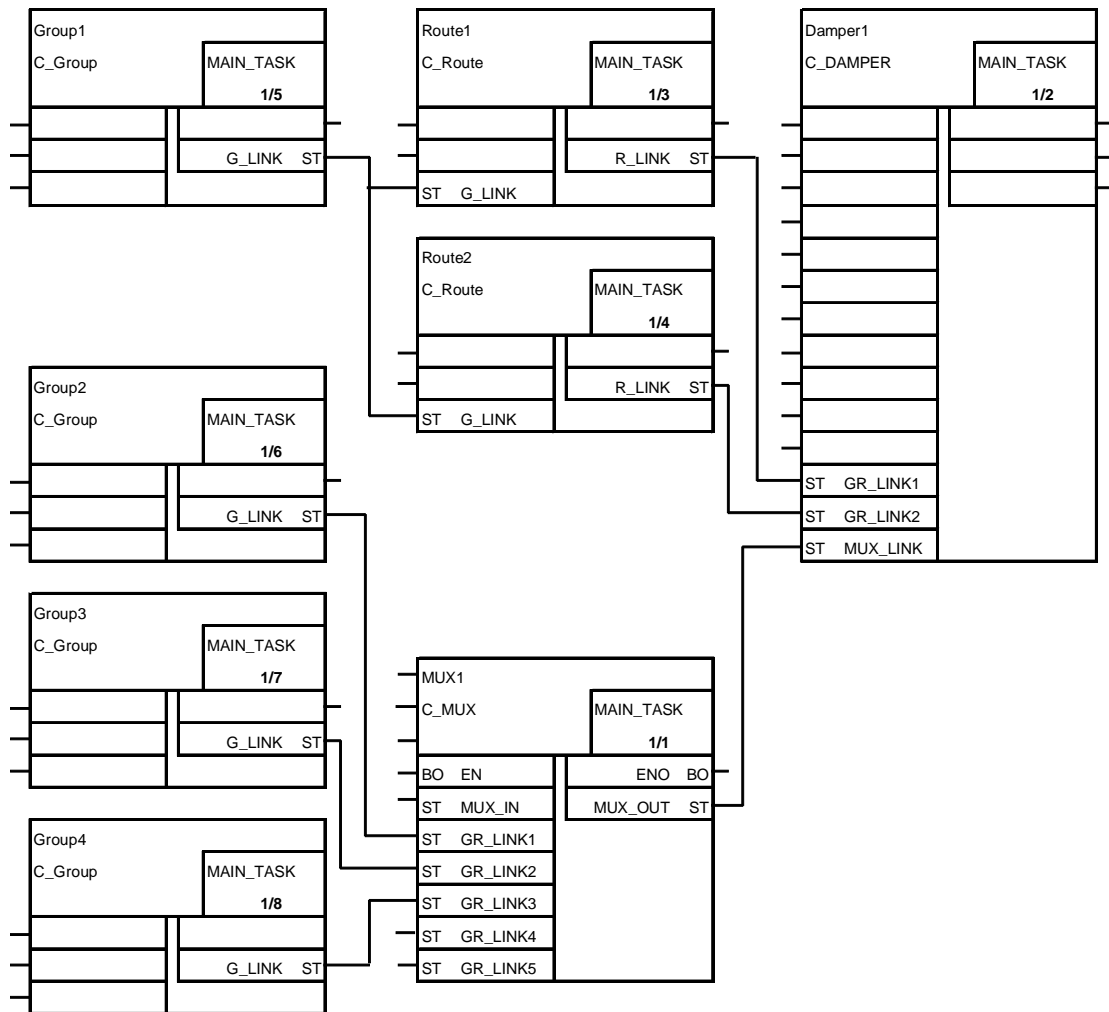 Group1
C_Group MAIN_TASK
1/5
G_LINK ST
Route1
C_Route MAIN_TASK
1/3
R_LINK ST
ST G_LINK
Damper1
C_DAMPER MAIN_TASK
1/2
ST GR_LINK1
ST GR_LINK2
ST MUX_LINK
Route2
C_Route MAIN_TASK
1/4
R_LINK ST
ST G_LINK
Group2
C_Group MAIN_TASK
1/6
G_LINK ST
Group3
C_Group MAIN_TASK
1/7
G_LINK ST
MUX1
C_MUX MAIN_TASK
1/1
BO EN ENO BO
ST MUX_IN MUX_OUT ST
ST GR_LINK1
ST GR_LINK2
ST GR_LINK3
ST GR_LINK4
ST GR_LINK5
Group4
C_Group MAIN_TASK
1/8
G_LINK ST